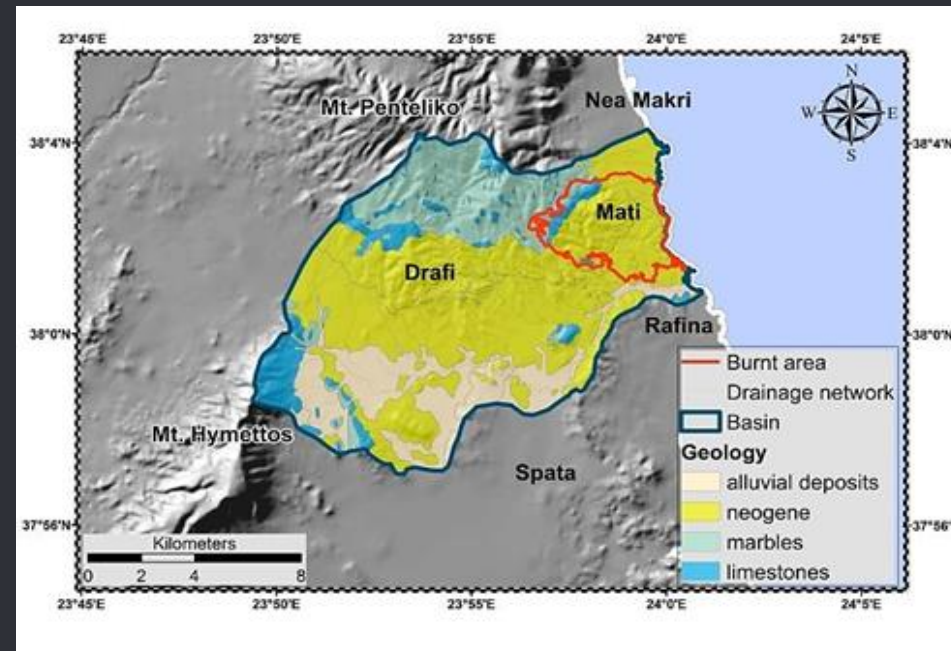 23°45'E 23°50'E 23°55'E 24°0'E 24°5'E
Mt. Penteliko
Nea Makri
N
W E
S
38°4'N 38°4'N
Mati
Drafi
38°0'N 38°0'N
Rafina
Burnt area
Drainage network
Basin
Mt. Hymettos
Geology
Spata
alluvial deposits
37°56'N 37°56'N
neogene
Kilometers
marbles
0 2 4 8
limestones
23°45'E 23°50'E 23°55'E 24°0'E 24°5'E